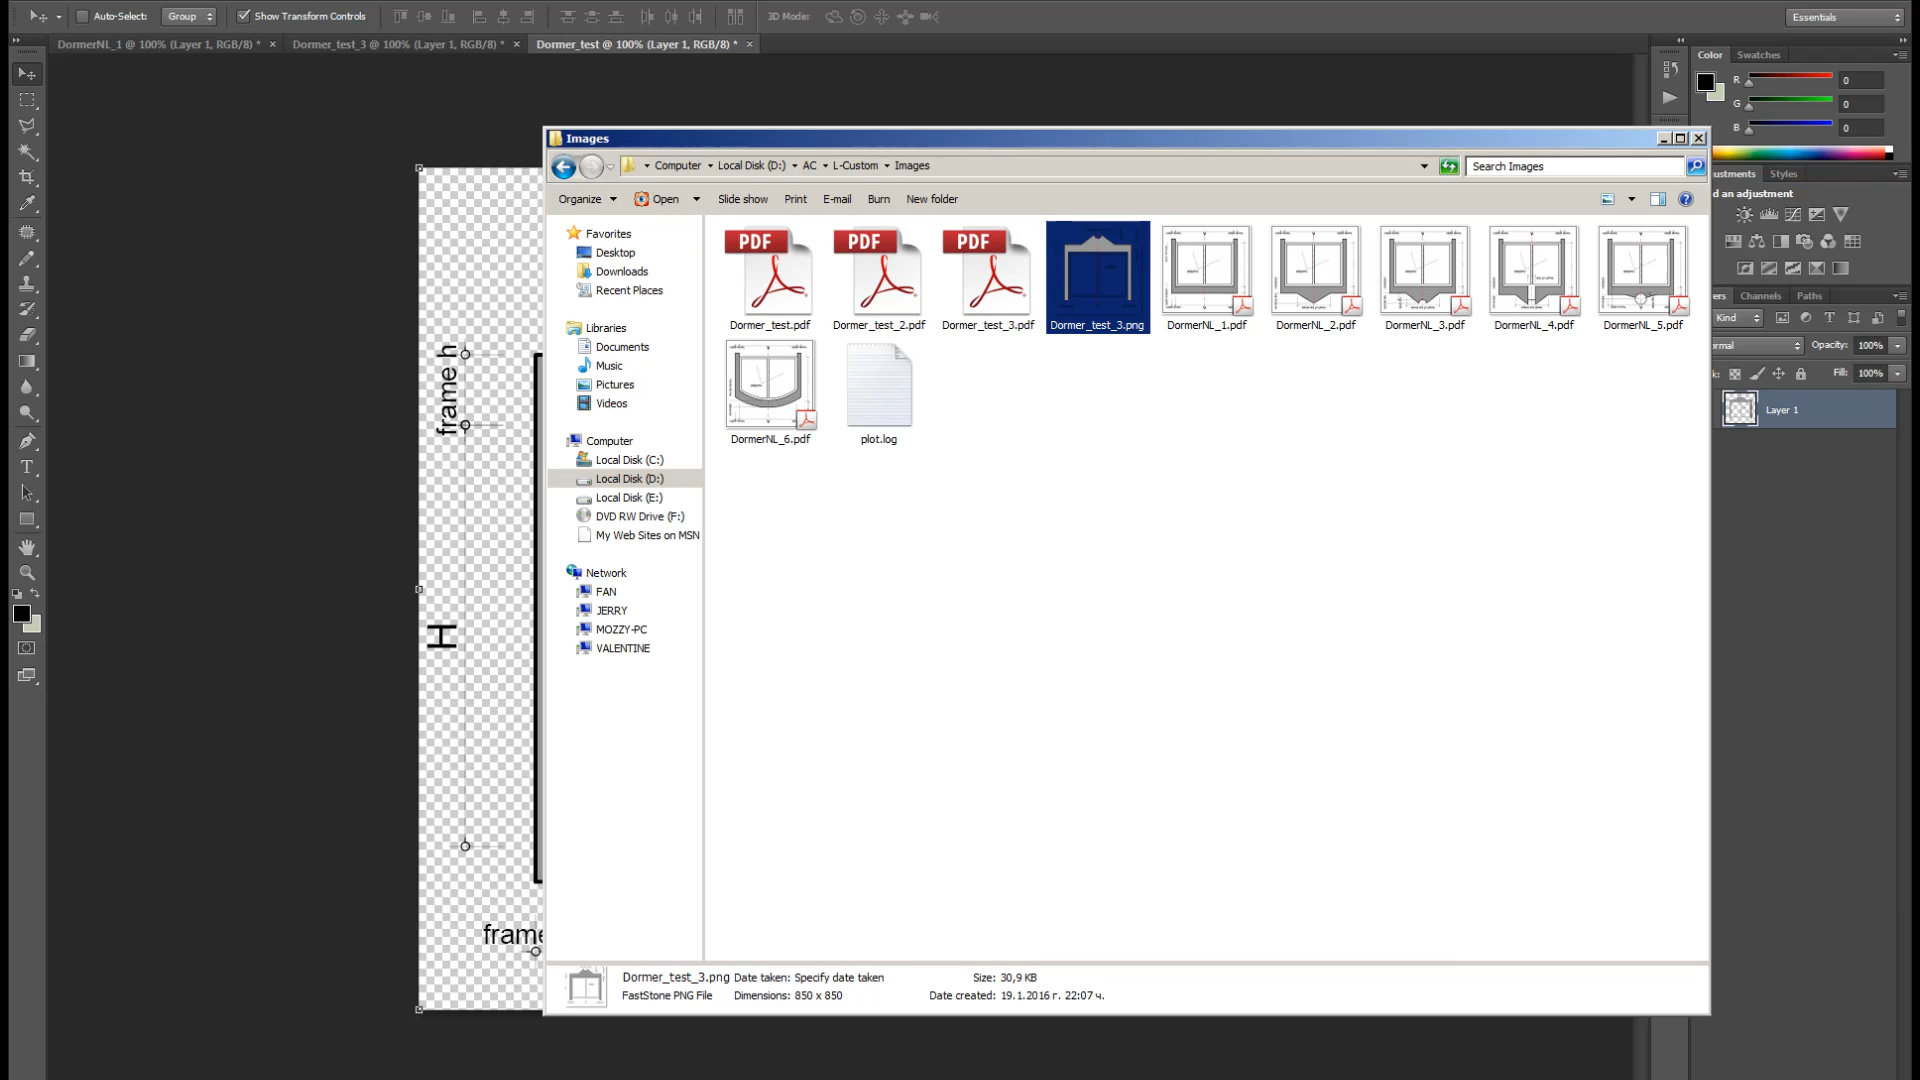 Auto-Select:
Group
Show Transform Controls
3D Mode:
Essentials
DormerNL_1 @ 100% (Layer 1, RGB/8) *
Dormer_test_3 @ 100% (Layer 1, RGB/8) *
Dormer_test @ 100% (Layer 1, RGB/8) *
Color
Swatches
R
0
G
0
B
0
Images
Computer
Local Disk (D:)
AC
L-Custom
Images
Search Images
Organize
Open
Slide show
Print
E-mail
Burn
New folder
Favorites
Desktop
Downloads
Recent Places
Libraries
Documents
Music
Pictures
Videos
Computer
Local Disk (C:)
Local Disk (D:)
Local Disk (E:)
DVD RW Drive (F:)
My Web Sites on MSN
Network
FAN
JERRY
MOZZY-PC
VALENTINE
PDF
PDF
PDF
Dormer_test.pdf
Dormer_test_2.pdf
Dormer_test_3.pdf
Dormer_test_3.png
DormerNL_1.pdf
DormerNL_2.pdf
DormerNL_3.pdf
DormerNL_4.pdf
DormerNL_5.pdf
DormerNL_6.pdf
plot.log
Dormer_test_3.png
Date taken: Specify date taken
Size: 30,9 KB
FastStone PNG File
Dimensions: 850 x 850
Date created: 19.1.2016 г. 22:07 ч.
frame h
H
frame
ustments
Styles
d an adjustment
ers
Channels
Paths
Kind
rmal
Opacity:
100%
k:
Fill:
100%
Layer 1